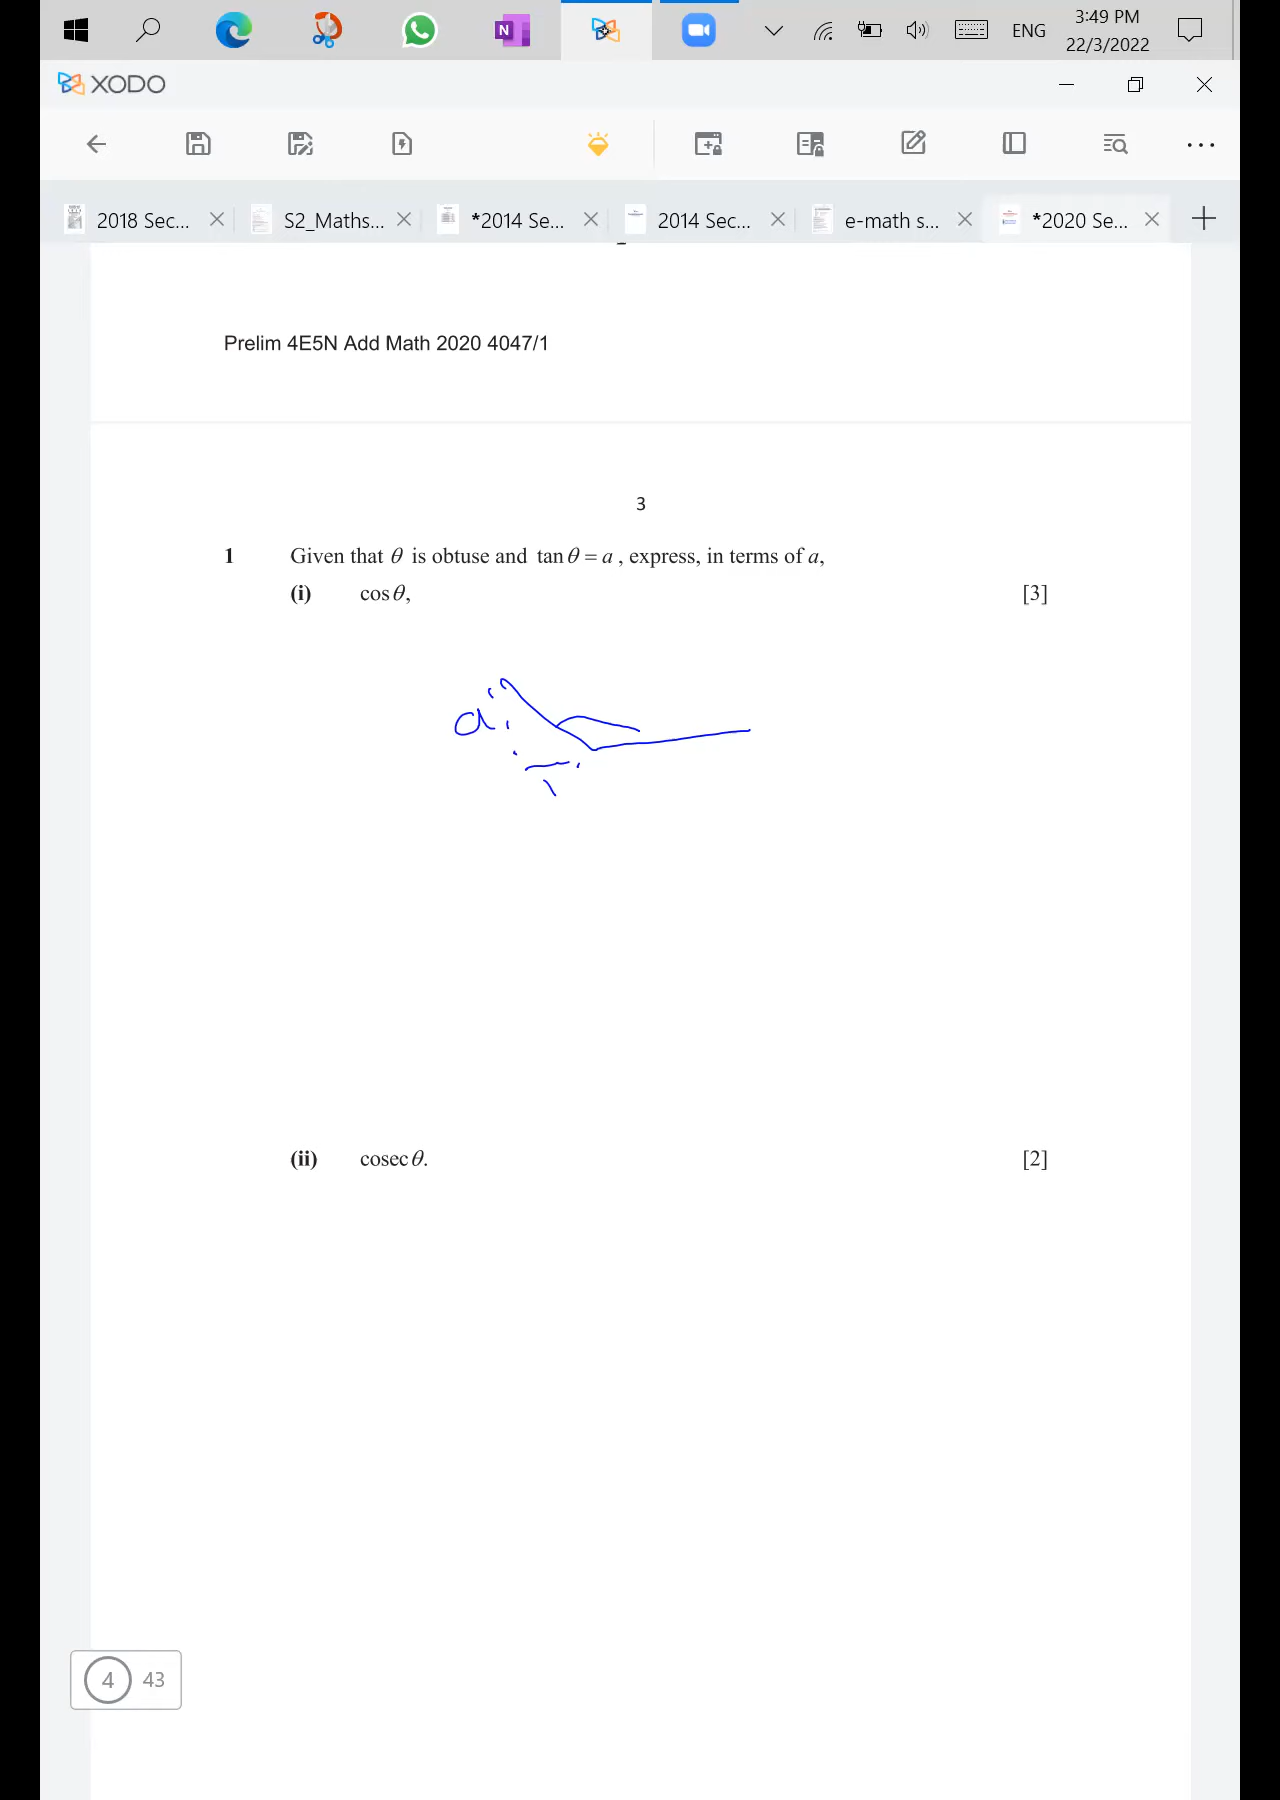 3:49 PM
ENG
22/3/2022
XODO
2018 Sec...
S2_Maths...
*2014 Se...
2014 Sec...
e-math s...
*2020 Se...
Prelim 4E5N Add Math 2020 4047/1
3
1 Given that θ is obtuse and tan θ = a , express, in terms of a,
(i) cos θ, [3]
a
(ii) cosec θ. [2]
4 43